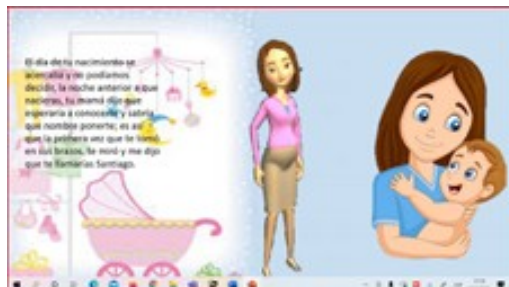 El día de tu nacimiento se
acercaba y no podíamos
decidir, la noche anterior a que
nacieras, tu mamá dijo que
esperaría a conocerte y sabría
que nombre ponerte; es así
que la primera vez que te tomó
en sus brazos, te miró y me dijo
que te llamarías Santiago.